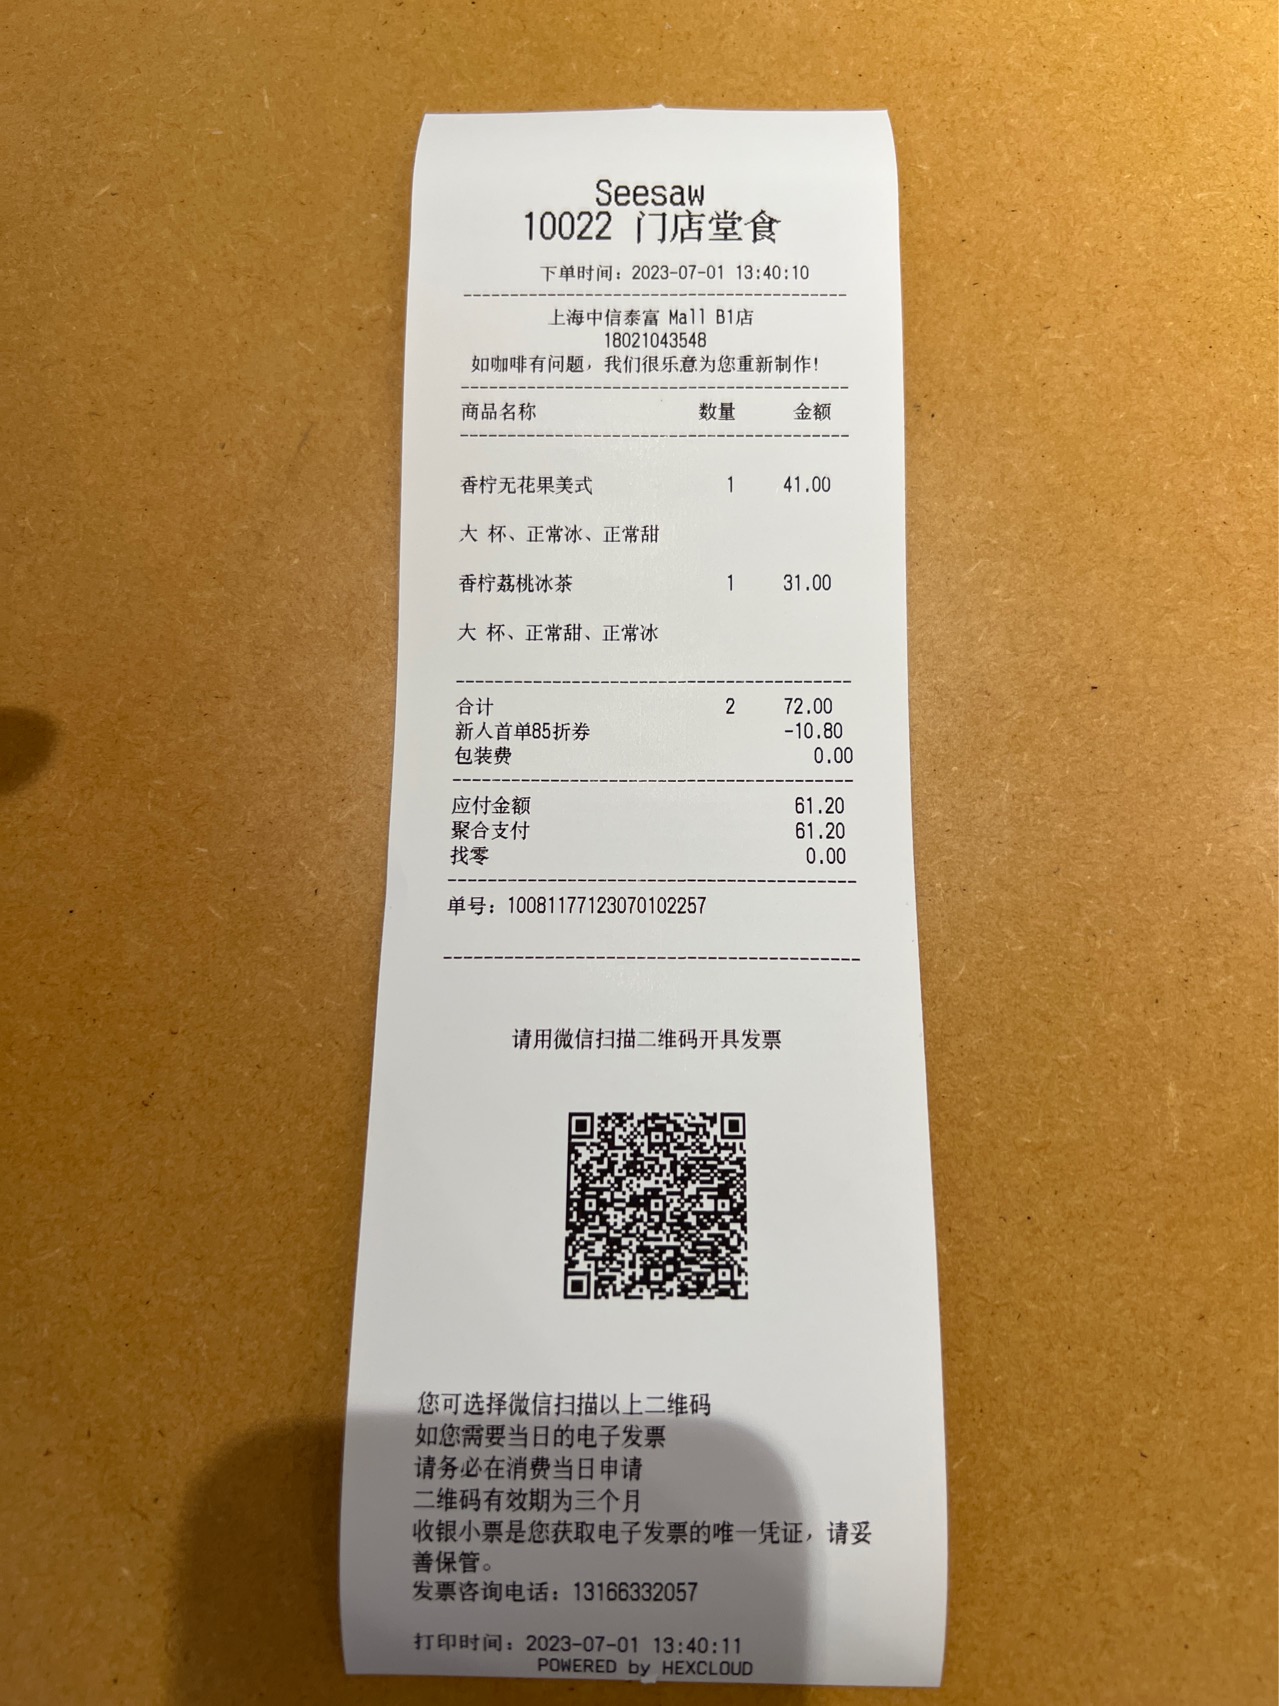 Seesaw
10022 门店堂食
下单时间：2023-07-01 13:40:10
上海中信泰富 Mall B1店
18021043548
如咖啡有问题，我们很乐意为您重新制作！
商品名称 数量 金额
香柠无花果美式 1 41.00
大 杯、正常冰、正常甜
香柠荔桃冰茶 1 31.00
大 杯、正常甜、正常冰
合计 2 72.00
新人首单85折券 -10.80
包装费 0.00
应付金额 61.20
聚合支付 61.20
找零 0.00
单号：10081177123070102257
请用微信扫描二维码开具发票
您可选择微信扫描以上二维码
如您需要当日的电子发票
请务必在消费当日申请
二维码有效期为三个月
收银小票是您获取电子发票的唯一凭证，请妥
善保管。
发票咨询电话：13166332057
打印时间：2023-07-01 13:40:11
POWERED by HEXCLOUD